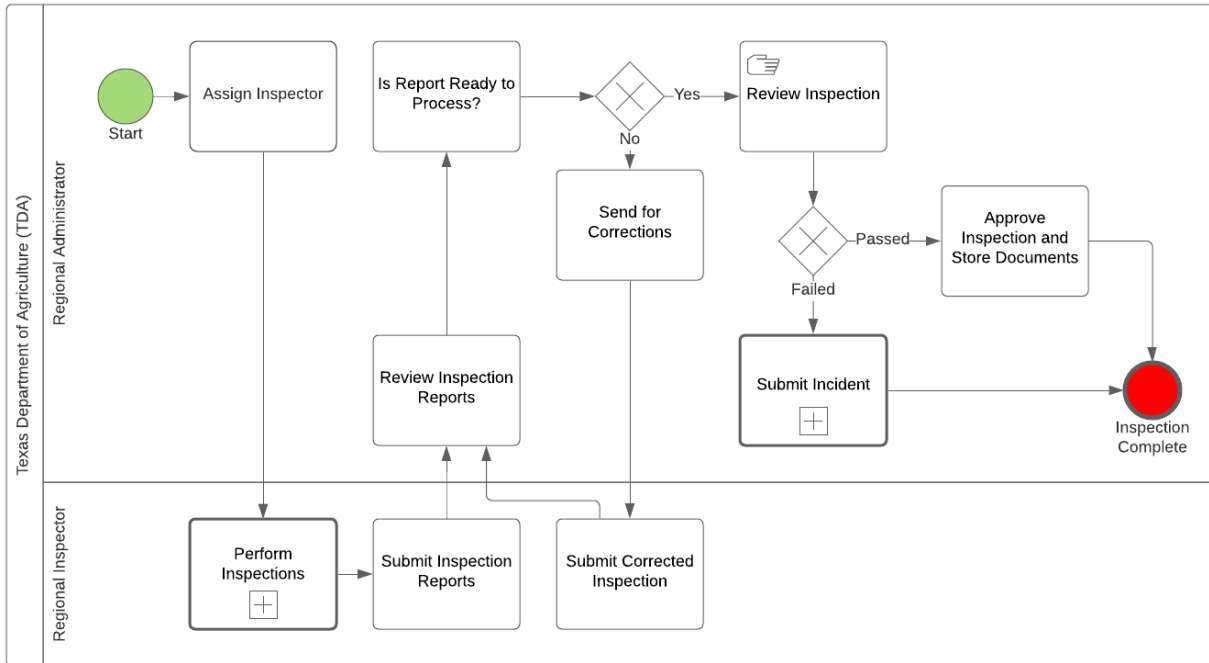 Texas Department of Agriculture (TDA)
Regional Administrator
Start
Assign Inspector
Is Report Ready to
Process?
Yes
No
Review Inspection
Send for
Corrections
Passed
Failed
Approve
Inspection and
Store Documents
Review Inspection
Reports
Submit Incident
Inspection
Complete
Regional Inspector
Perform
Inspections
Submit Inspection
Reports
Submit Corrected
Inspection